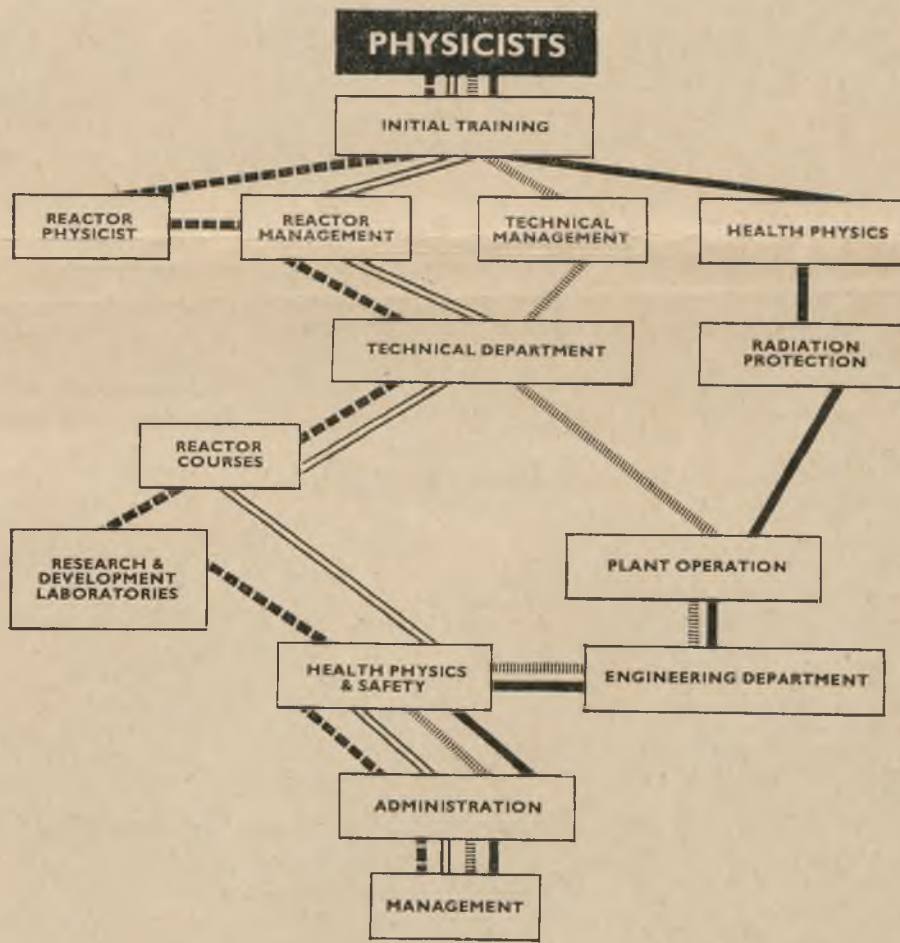 PHYSICISTS
INITIAL TRAINING
REACTOR
PHYSICIST
REACTOR
MANAGEMENT
TECHNICAL
MANAGEMENT
HEALTH PHYSICS
TECHNICAL DEPARTMENT
RADIATION
PROTECTION
REACTOR
COURSES
RESEARCH &
DEVELOPMENT
LABORATORIES
PLANT OPERATION
HEALTH PHYSICS
& SAFETY
ENGINEERING DEPARTMENT
ADMINISTRATION
MANAGEMENT